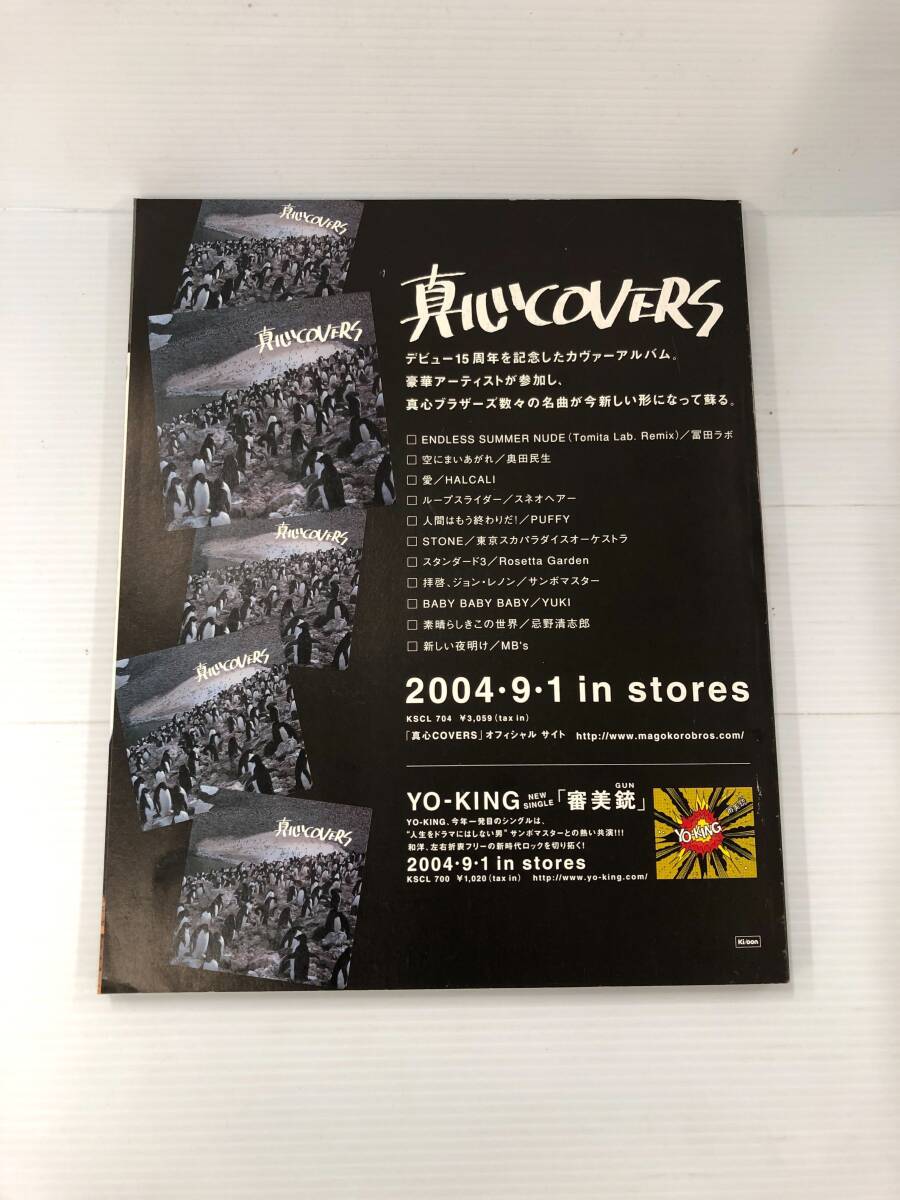 真心COVERS
真心COVERS
真心COVERS
真心COVERS
真心COVERS
真心COVERS
デビュー15周年を記念したカヴァーアルバム。
豪華アーティストが参加し、
真心ブラザーズ数々の名曲が今新しい形になって蘇る。
□ ENDLESS SUMMER NUDE(Tomita Lab. Remix)／冨田ラボ
□ 空にまいあがれ／奥田民生
□ 愛／HALCALI
□ ループスライダー／スネオヘアー
□ 人間はもう終わりだ!／PUFFY
□ STONE／東京スカパラダイスオーケストラ
□ スタンダード3／Rosetta Garden
□ 拝啓、ジョン・レノン／サンボマスター
□ BABY BABY BABY／YUKI
□ 素晴らしきこの世界／忌野清志郎
□ 新しい夜明け／MB's
2004・9・1 in stores
KSCL 704 ¥3,059(tax in)
「真心COVERS」オフィシャル サイト http://www.magokorobros.com/
YO-KING NEW SINGLE「審美銃」
GUN
YO-KING、今年一発目のシングルは、
"人生をドラマにはしない男" サンボマスターとの熱い共演!!!
和洋、左右折衷フリーの新時代ロックを切り拓く!
2004・9・1 in stores
KSCL 700 ¥1,020(tax in) http://www.yo-king.com/
審美銃
YO-KING
Ki/oon